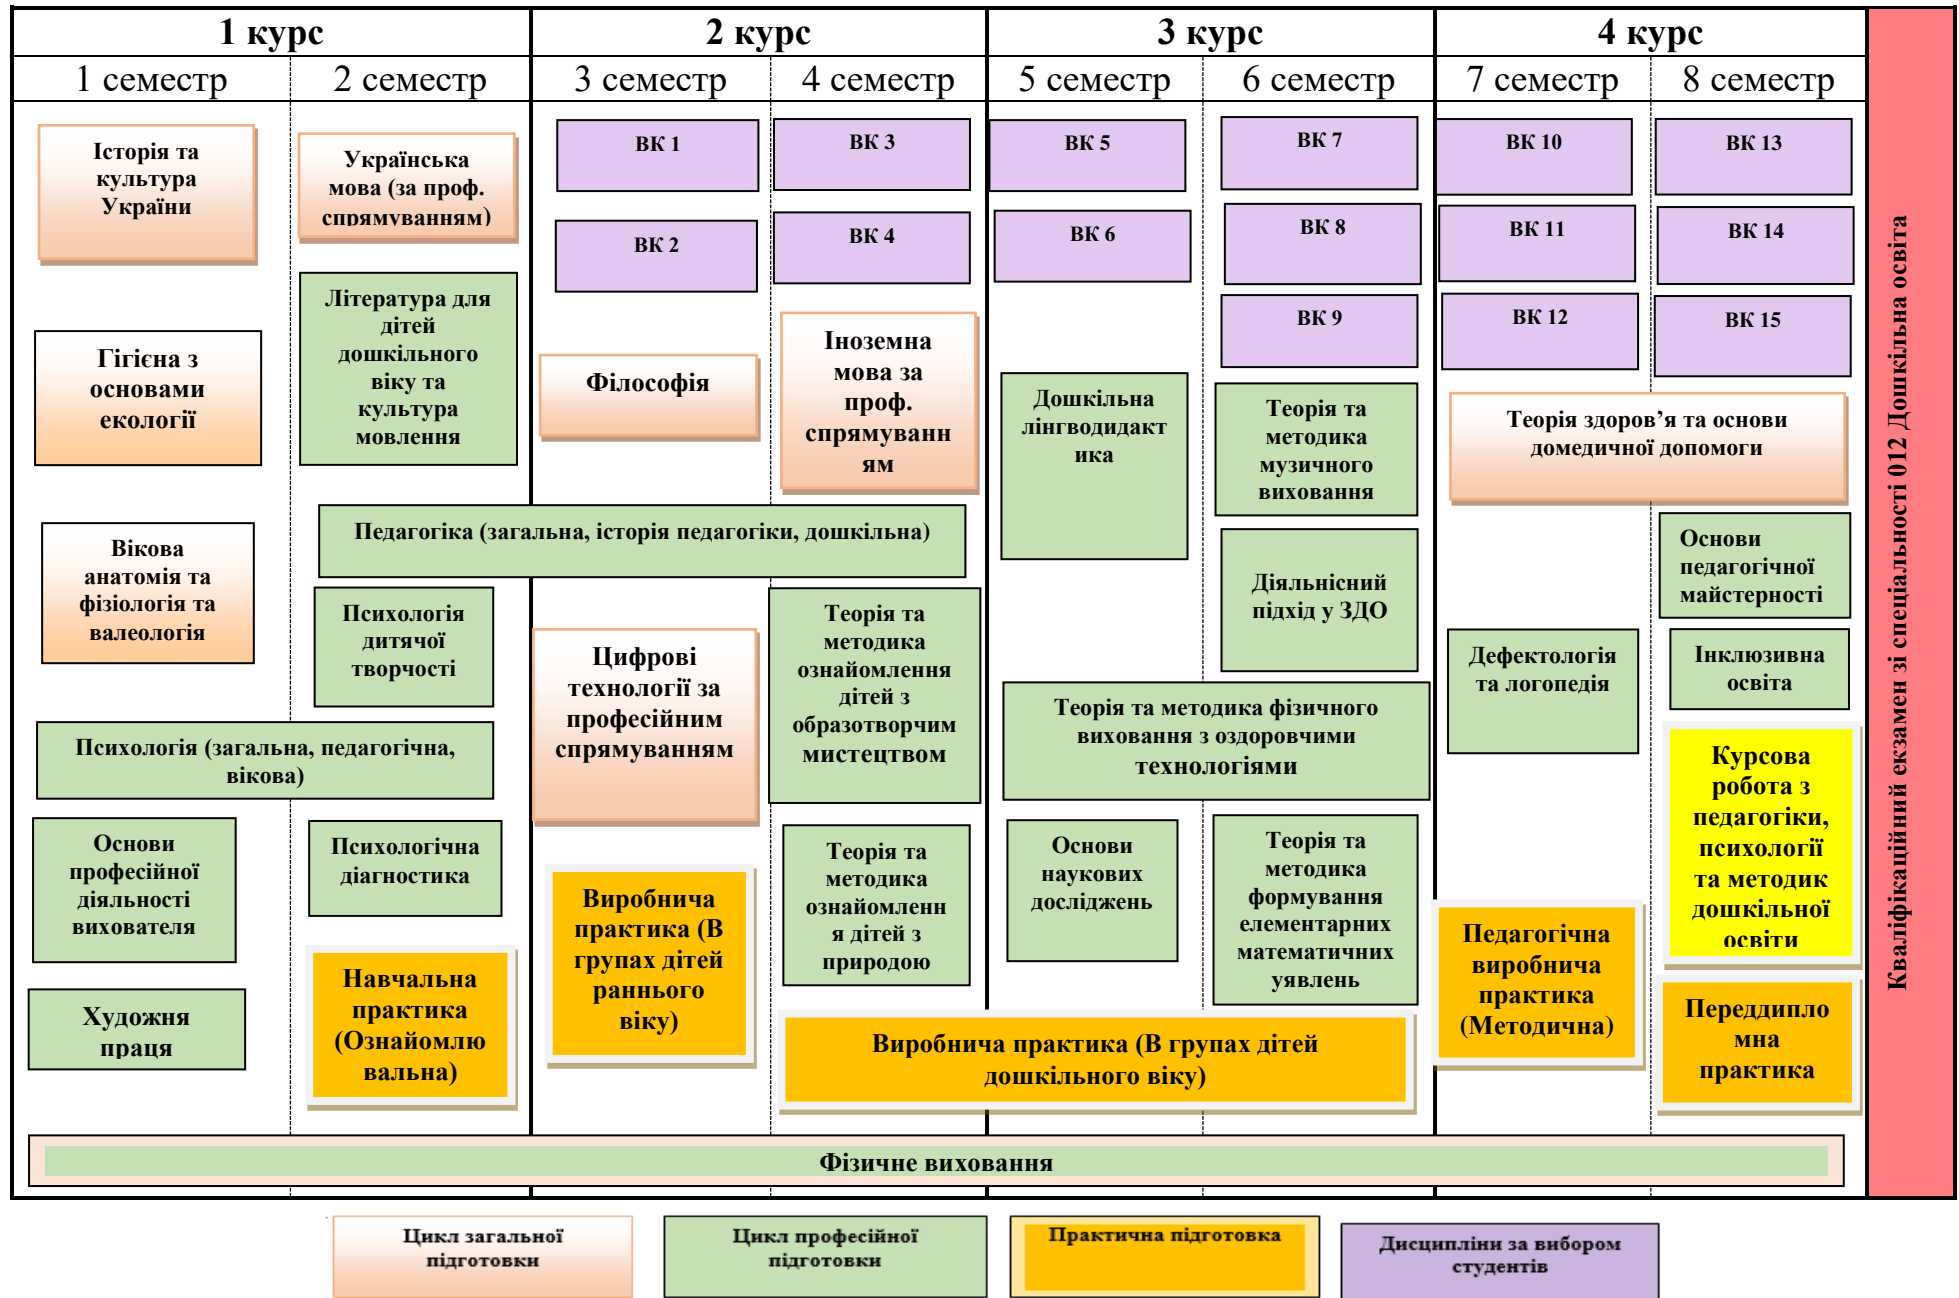 1 курс
2 курс
3 курс
4 курс
1 семестр
2 семестр
3 семестр
4 семестр
5 семестр
6 семестр
7 семестр
8 семестр
Історія та
культура
України
Гігієна з
основами
екології
Вікова
анатомія та
фізіологія та
валеологія
Психологія (загальна, педагогічна,
вікова)
Основи
професійної
діяльності
вихователя
Художня
праця
Українська
мова (за проф.
спрямуванням)
Література для
дітей
дошкільного
віку та
культура
мовлення
Педагогіка (загальна, історія педагогіки, дошкільна)
Психологія
дитячої
творчості
Психологічна
діагностика
Навчальна
практика
(Ознайомлю
вальна)
ВК 1
ВК 2
Філософія
Цифрові
технології за
професійним
спрямуванням
Виробнича
практика (В
групах дітей
раннього
віку)
ВК 3
ВК 4
Іноземна
мова за
проф.
спрямуванн
ям
Теорія та
методика
ознайомлення
дітей з
образотворчим
мистецтвом
Теорія та
методика
ознайомленн
я дітей з
природою
Виробнича практика (В групах дітей
дошкільного віку)
ВК 5
ВК 6
Дошкільна
лінгводидакт
ика
Теорія та методика фізичного
виховання з оздоровчими
технологіями
Основи
наукових
досліджень
ВК 7
ВК 8
ВК 9
Теорія та
методика
музичного
виховання
Діяльнісний
підхід у ЗДО
Теорія та
методика
формування
елементарних
математичних
уявлень
ВК 10
ВК 11
ВК 12
Теорія здоров’я та основи
домедичної допомоги
Дефектологія
та логопедія
Педагогічна
виробнича
практика
(Методична)
ВК 13
ВК 14
ВК 15
Основи
педагогічної
майстерності
Інклюзивна
освіта
Курсова
робота з
педагогіки,
психології
та методик
дошкільної
освіти
Переддипло
мна
практика
Фізичне виховання
Кваліфікаційний екзамен зі спеціальності 012 Дошкільна освіта
Цикл загальної
підготовки
Цикл професійної
підготовки
Практична підготовка
Дисципліни за вибором
студентів